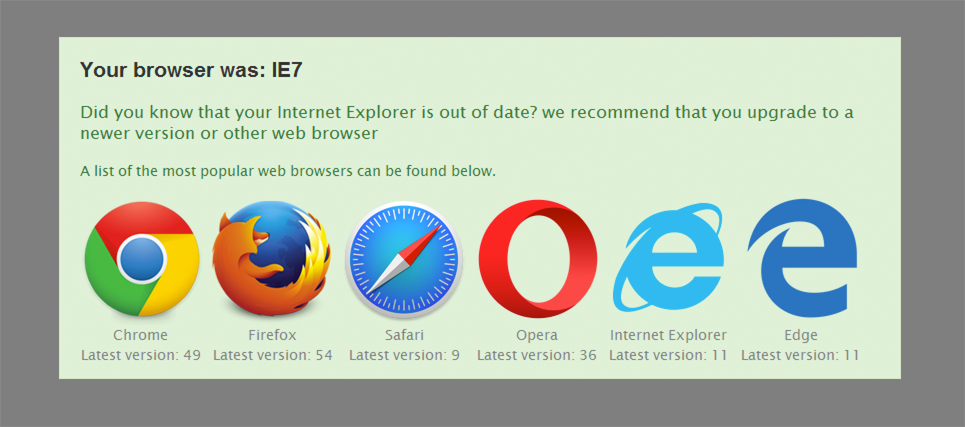 Your browser was: IE7
Did you know that your Internet Explorer is out of date? we recommend that you upgrade to a
newer version or other web browser
A list of the most popular web browsers can be found below.
Chrome
Latest version: 49
Firefox
Latest version: 54
Safari
Latest version: 9
Opera
Latest version: 36
Internet Explorer
Latest version: 11
Edge
Latest version: 11